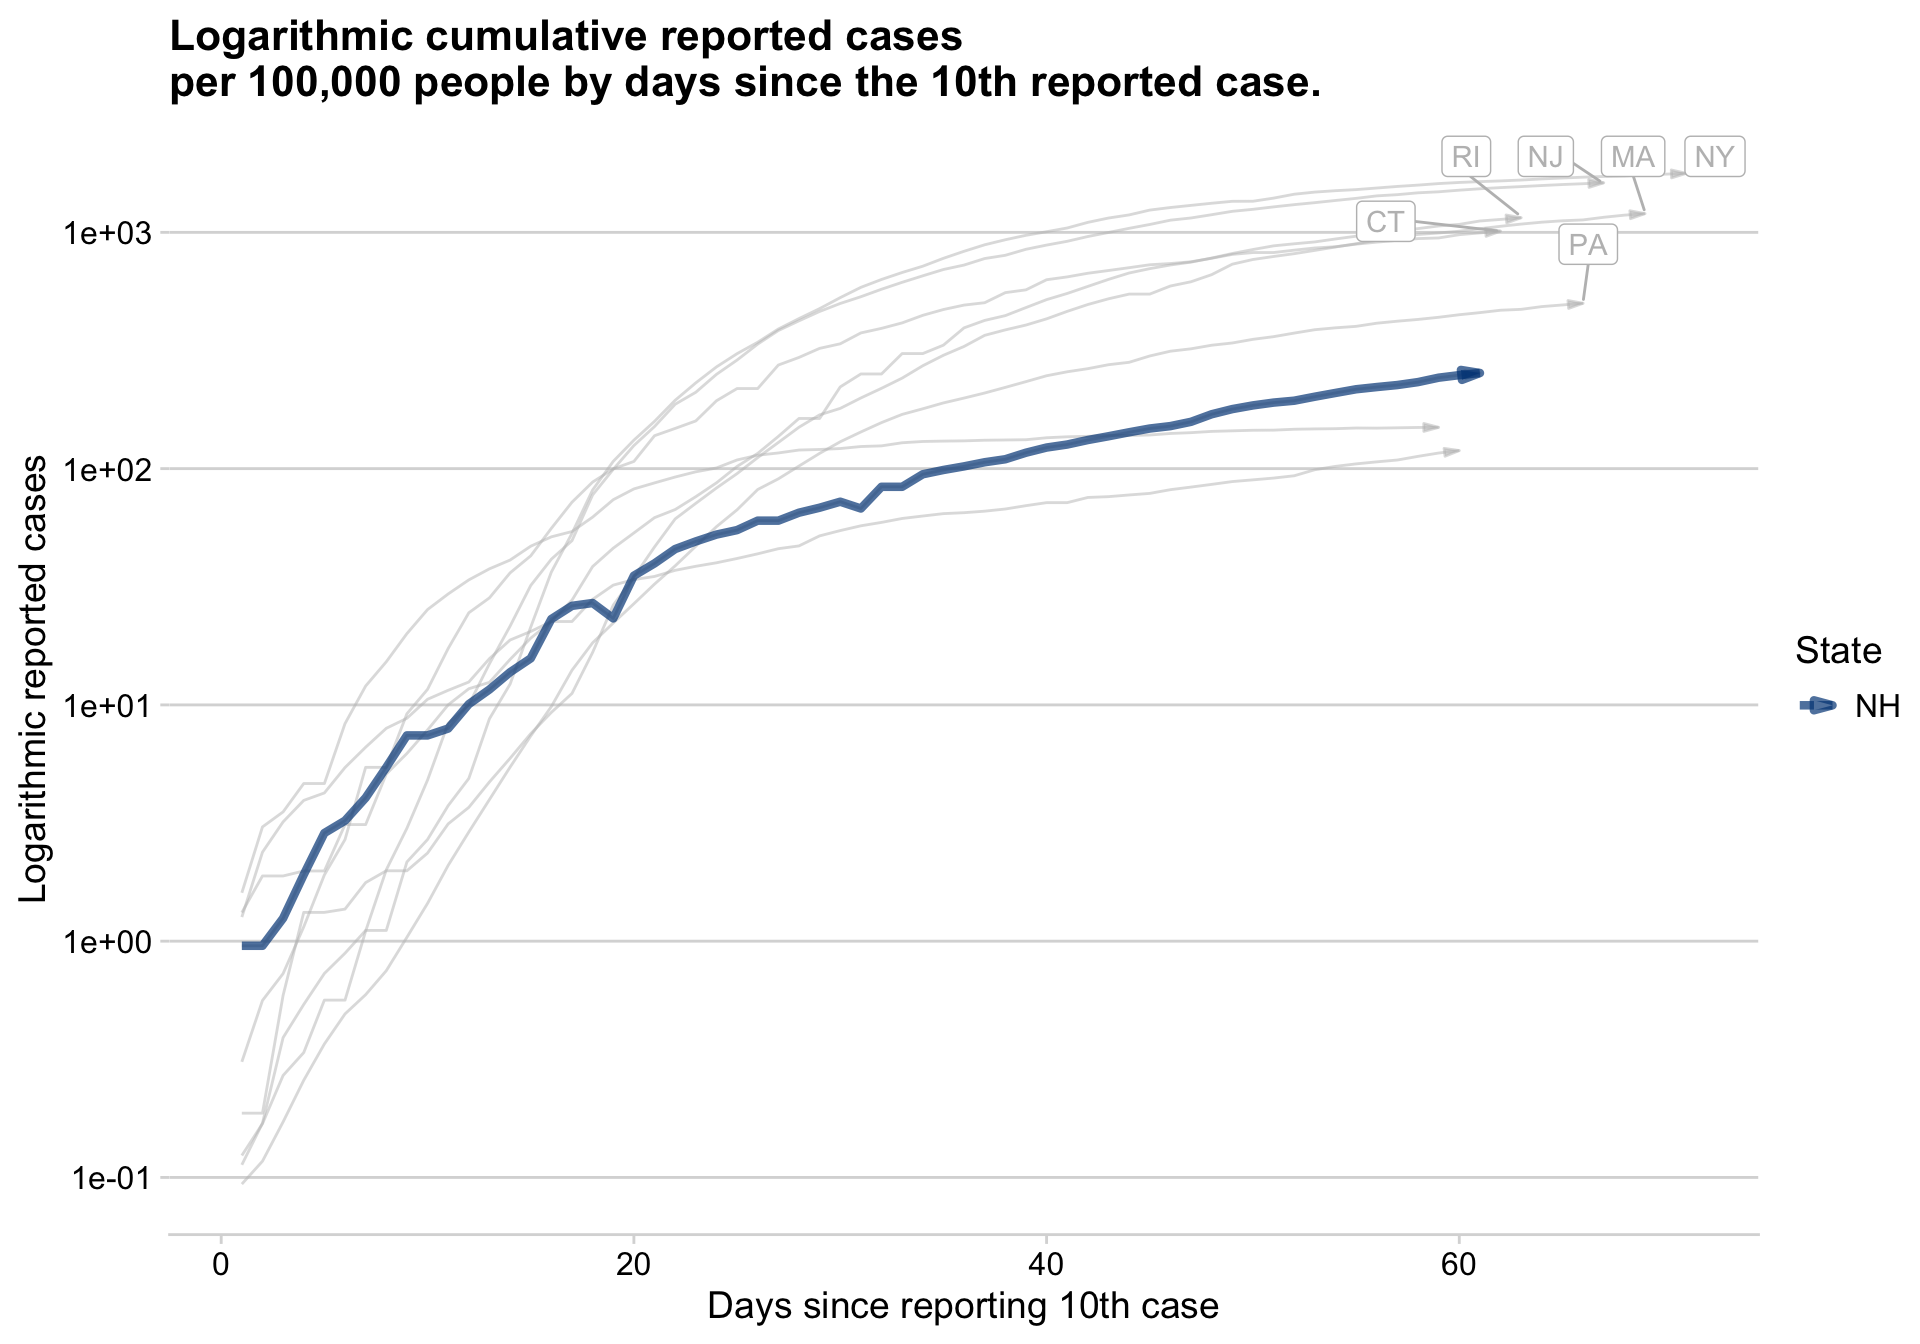 Logarithmic cumulative reported cases
per 100,000 people by days since the 10th reported case.
RI
NJ
MA
NY
CT
PA
1e+03
1e+02
1e+01
1e+00
1e-01
Logarithmic reported cases
State
NH
0
20
40
60
Days since reporting 10th case